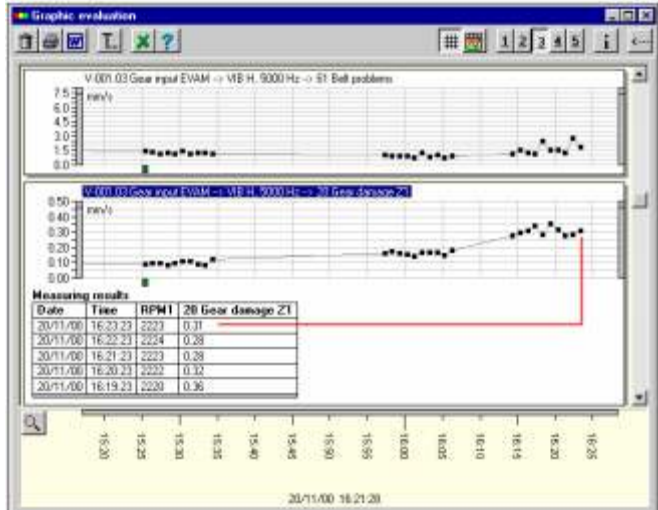 Graphic evaluation
W T.. X ? 1 2 3 4 5 i <--
V-001.03 Gear input EVAM -> VIB H. 5000 Hz -> 51 Belt problems
7.5 mm/s
6.0
4.5
3.0
1.5
0.0
V-001.03 Gear input EVAM -> VIB H. 5000 Hz -> 20 Gear damage Z1
0.50 mm/s
0.40
0.30
0.20
0.10
0.00
Measuring results
Date Time RPM1 20 Gear damage Z1
20/11/00 16:23:23 2223 0.31
20/11/00 16:22:23 2224 0.28
20/11/00 16:21:23 2223 0.28
20/11/00 16:20:23 2222 0.32
20/11/00 16:19:23 2220 0.36
15:20 15:25 15:30 15:35 15:40 15:45 15:50 15:55 16:00 16:05 16:10 16:15 16:20 16:25
20/11/00 16:21:20